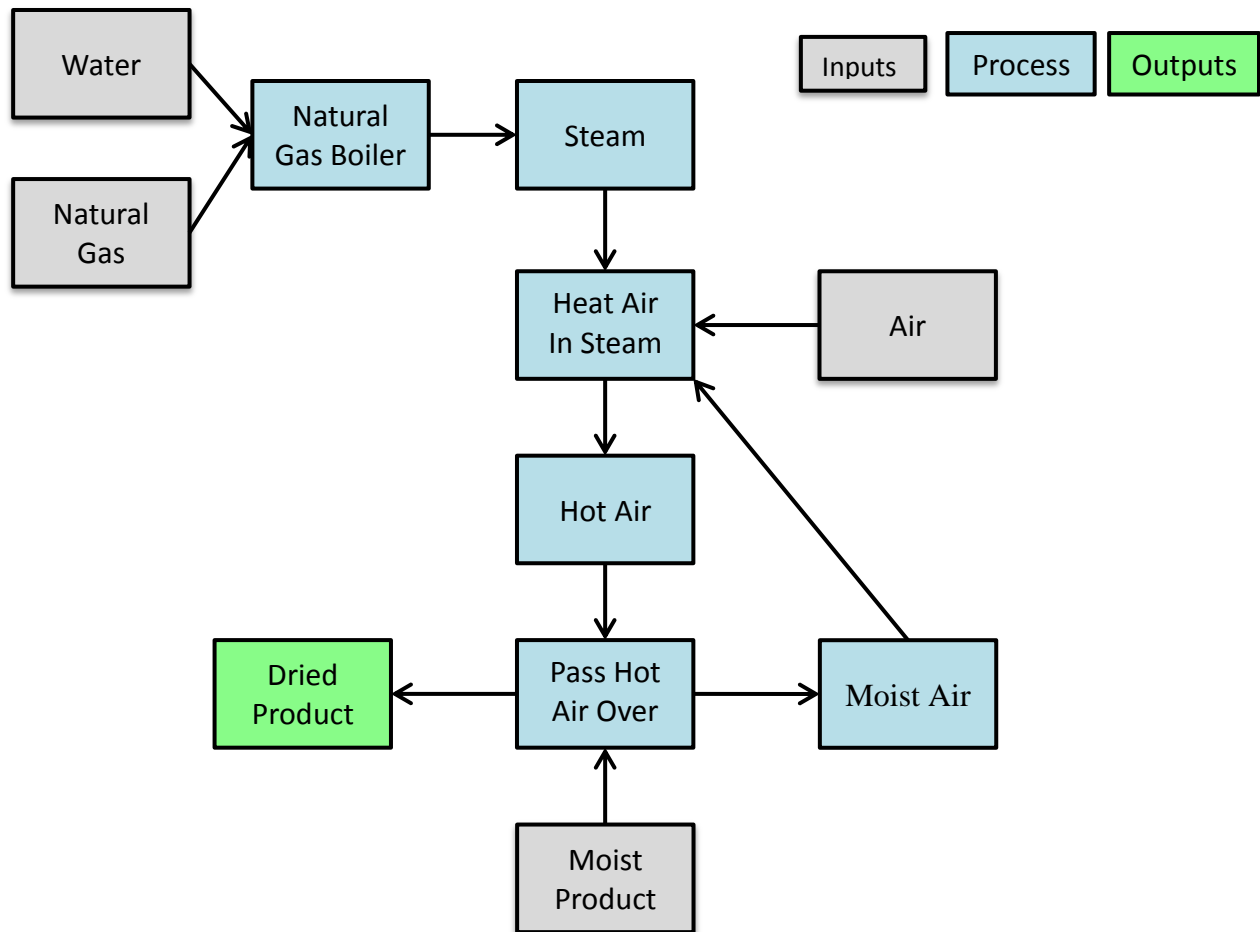 Water
Inputs
Process
Outputs
Natural
Gas Boiler
Steam
Natural
Gas
Heat Air
In Steam
Air
Hot Air
Dried
Product
Pass Hot
Air Over
Moist Air
Moist
Product